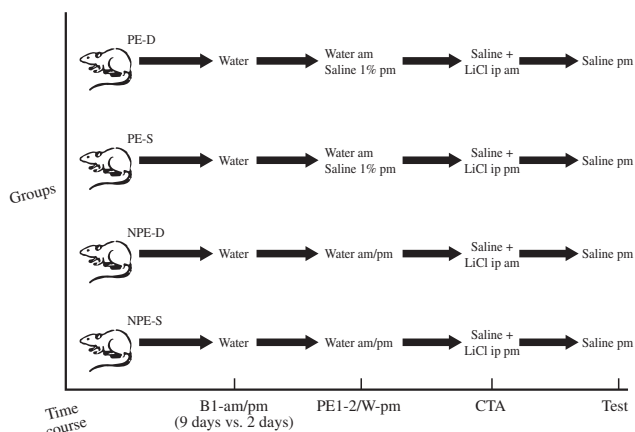 PE-D
Water
Water am
Saline 1% pm
Saline +
LiCl ip am
Saline pm
PE-S
Water
Water am
Saline 1% pm
Saline +
LiCl ip pm
Saline pm
Groups
NPE-D
Water
Water am/pm
Saline +
LiCl ip am
Saline pm
NPE-S
Water
Water am/pm
Saline +
LiCl ip pm
Saline pm
Time
course
B1-am/pm
(9 days vs. 2 days)
PE1-2/W-pm
CTA
Test